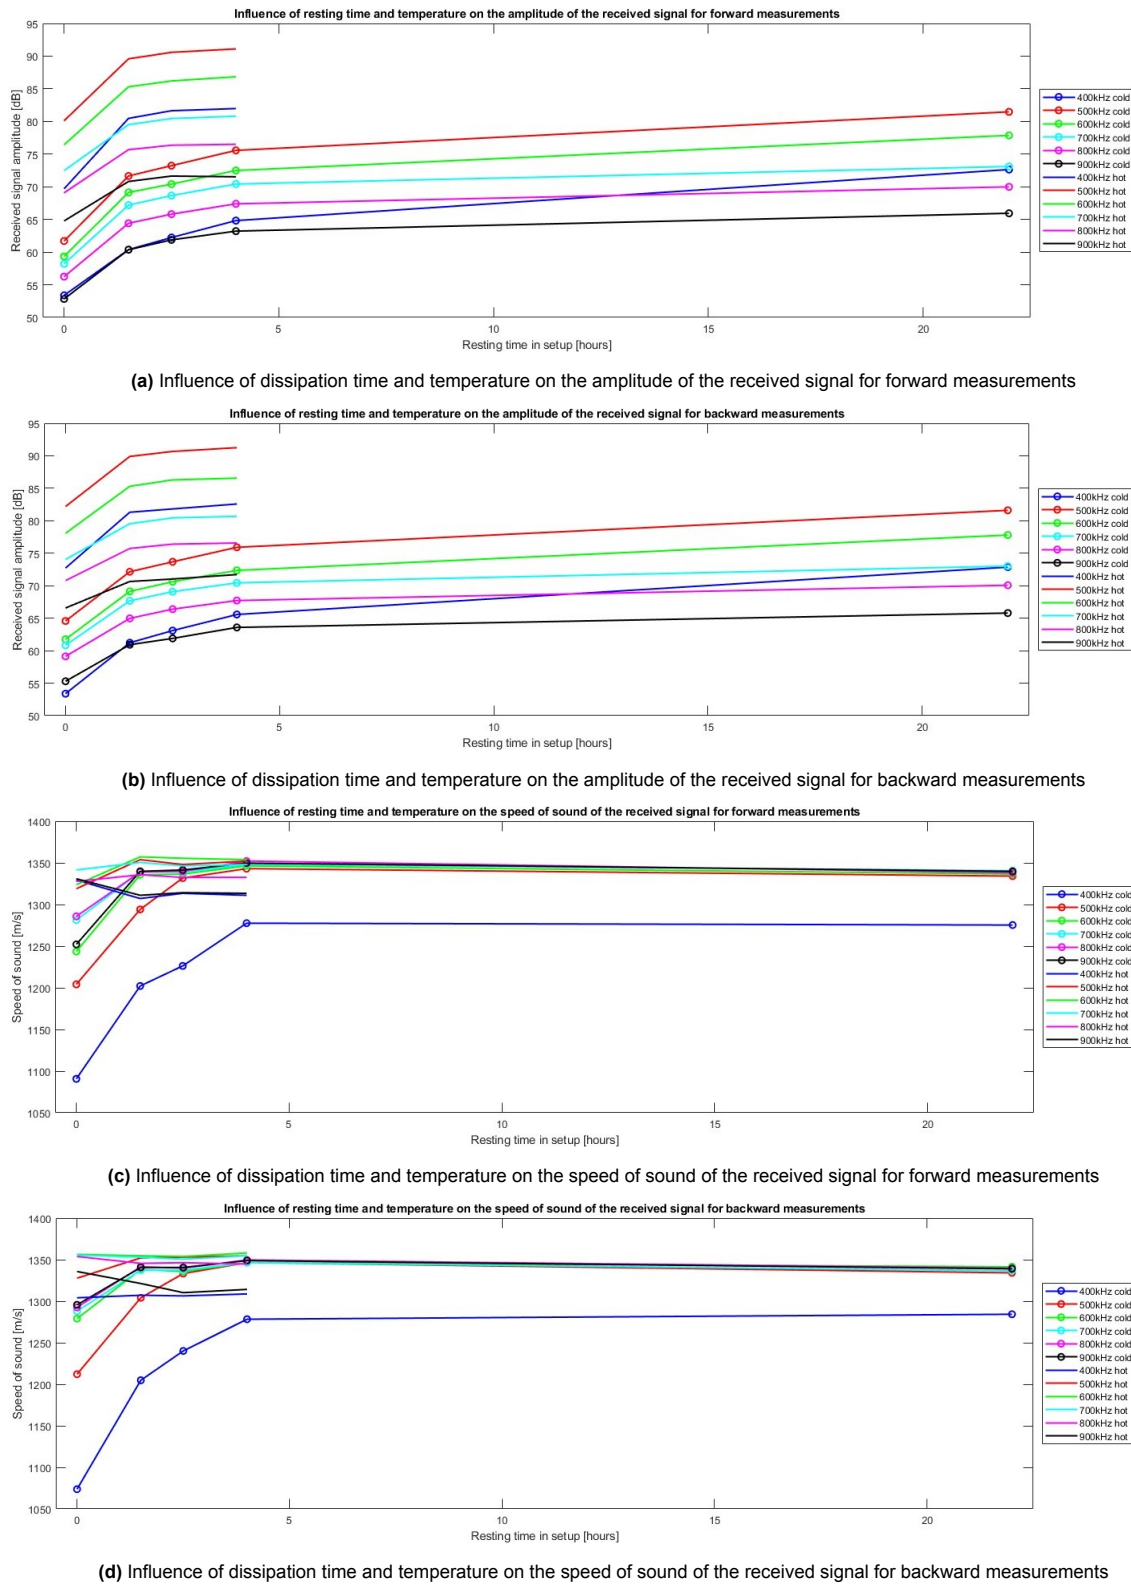 Influence of resting time and temperature on the amplitude of the received signal for forward measurements
95
90
85
80
75
70
65
60
55
50
Received signal amplitude [dB]
0
5
10
15
20
Resting time in setup [hours]
400kHz cold
500kHz cold
600kHz cold
700kHz cold
800kHz cold
900kHz cold
400kHz hot
500kHz hot
600kHz hot
700kHz hot
800kHz hot
900kHz hot
(a) Influence of dissipation time and temperature on the amplitude of the received signal for forward measurements
Influence of resting time and temperature on the amplitude of the received signal for backward measurements
95
90
85
80
75
70
65
60
55
50
Received signal amplitude [dB]
0
5
10
15
20
Resting time in setup [hours]
400kHz cold
500kHz cold
600kHz cold
700kHz cold
800kHz cold
900kHz cold
400kHz hot
500kHz hot
600kHz hot
700kHz hot
800kHz hot
900kHz hot
(b) Influence of dissipation time and temperature on the amplitude of the received signal for backward measurements
Influence of resting time and temperature on the speed of sound of the received signal for forward measurements
1400
1350
1300
1250
1200
1150
1100
1050
Speed of sound [m/s]
0
5
10
15
20
Resting time in setup [hours]
400kHz cold
500kHz cold
600kHz cold
700kHz cold
800kHz cold
900kHz cold
400kHz hot
500kHz hot
600kHz hot
700kHz hot
800kHz hot
900kHz hot
(c) Influence of dissipation time and temperature on the speed of sound of the received signal for forward measurements
Influence of resting time and temperature on the speed of sound of the received signal for backward measurements
1400
1350
1300
1250
1200
1150
1100
1050
Speed of sound [m/s]
0
5
10
15
20
Resting time in setup [hours]
400kHz cold
500kHz cold
600kHz cold
700kHz cold
800kHz cold
900kHz cold
400kHz hot
500kHz hot
600kHz hot
700kHz hot
800kHz hot
900kHz hot
(d) Influence of dissipation time and temperature on the speed of sound of the received signal for backward measurements